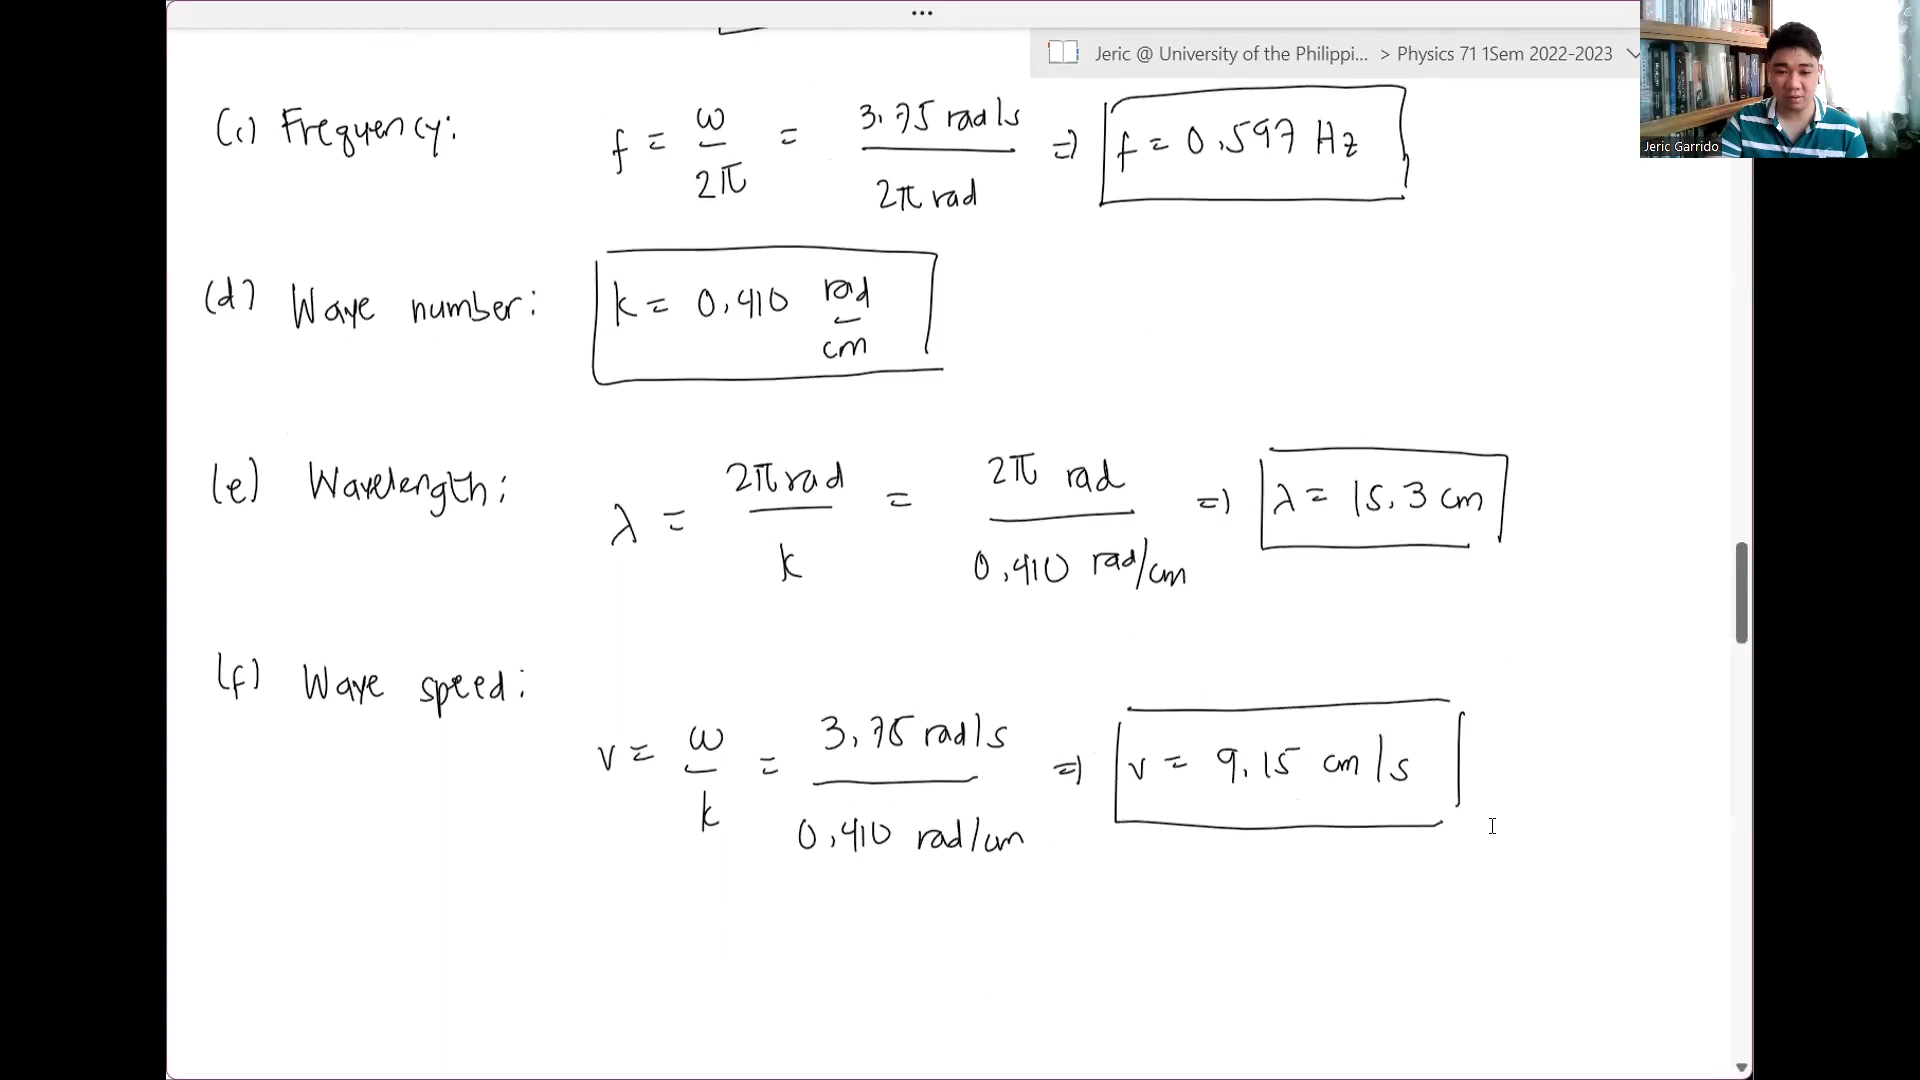 ...
Jeric @ University of the Philippi... > Physics 71 1Sem 2022-2023
Jeric Garrido
(c) Frequency: f = ω/2π = 3.75 rad/s / 2π rad => f = 0.597 Hz
(d) Wave number: k = 0.410 rad/cm
(e) Wavelength: λ = 2π rad / k = 2π rad / 0.410 rad/cm => λ = 15.3 cm
(f) Wave speed:
v = ω/k = 3.75 rad/s / 0.410 rad/cm => v = 9.15 cm/s